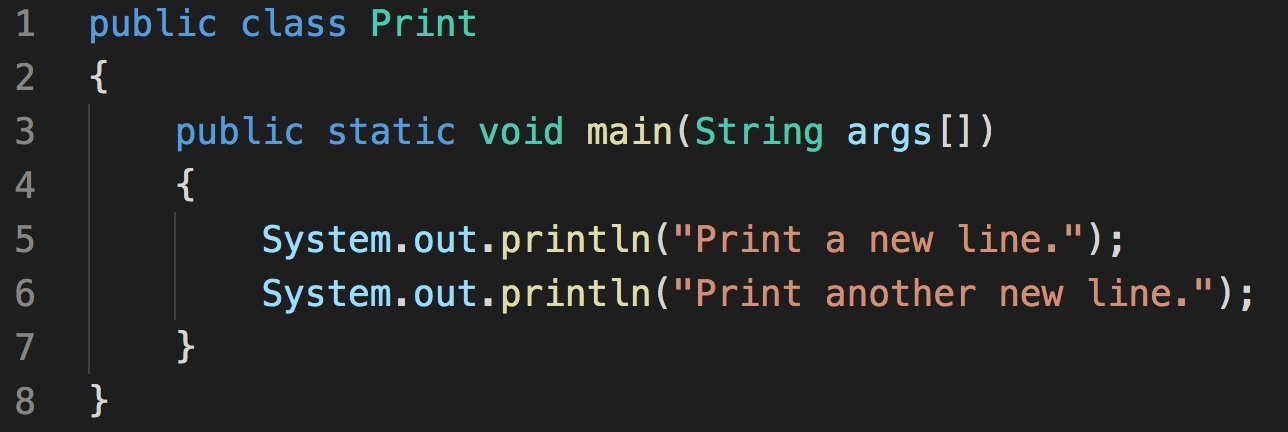 1 public class Print
2 {
3     public static void main(String args[])
4     {
5         System.out.println("Print a new line.");
6         System.out.println("Print another new line.");
7     }
8 }